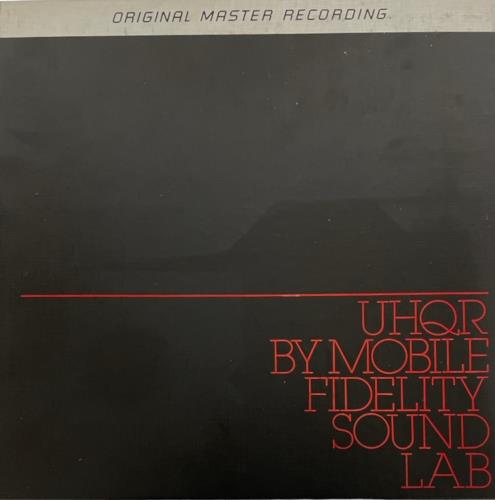 ORIGINAL MASTER RECORDING.
UHQR
BY MOBILE
FIDELITY
SOUND
LAB